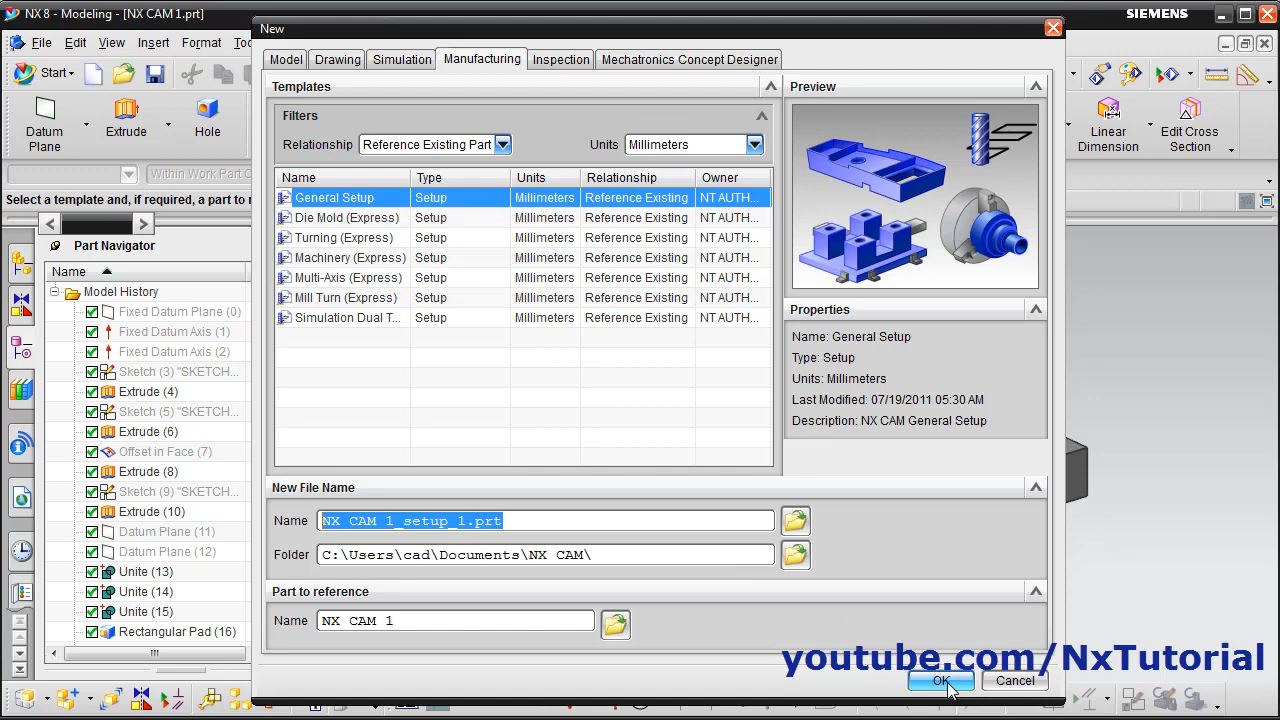 NX 8 - Modeling - [NX CAM 1.prt]
SIEMENS
File Edit View Insert Format
Start
Datum Plane
Extrude
Hole
Linear Dimension
Edit Cross Section
Within Work Part C
Select a template and, if required, a part to r
Part Navigator
Name
Model History
Fixed Datum Plane (0)
Fixed Datum Axis (1)
Fixed Datum Axis (2)
Sketch (3) "SKETCH...
Extrude (4)
Sketch (5) "SKETCH...
Extrude (6)
Offset in Face (7)
Extrude (8)
Sketch (9) "SKETCH...
Extrude (10)
Datum Plane (11)
Datum Plane (12)
Unite (13)
Unite (14)
Unite (15)
Rectangular Pad (16)
New
Model Drawing Simulation Manufacturing Inspection Mechatronics Concept Designer
Templates
Filters
Relationship Reference Existing Part Units Millimeters
Name Type Units Relationship Owner
General Setup Setup Millimeters Reference Existing NT AUTH...
Die Mold (Express) Setup Millimeters Reference Existing NT AUTH...
Turning (Express) Setup Millimeters Reference Existing NT AUTH...
Machinery (Express) Setup Millimeters Reference Existing NT AUTH...
Multi-Axis (Express) Setup Millimeters Reference Existing NT AUTH...
Mill Turn (Express) Setup Millimeters Reference Existing NT AUTH...
Simulation Dual T... Setup Millimeters Reference Existing NT AUTH...
Preview
Properties
Name: General Setup
Type: Setup
Units: Millimeters
Last Modified: 07/19/2011 05:30 AM
Description: NX CAM General Setup
New File Name
Name NX CAM 1_setup_1.prt
Folder C:\Users\cad\Documents\NX CAM\
Part to reference
Name NX CAM 1
youtube.com/NxTutorial
OK Cancel